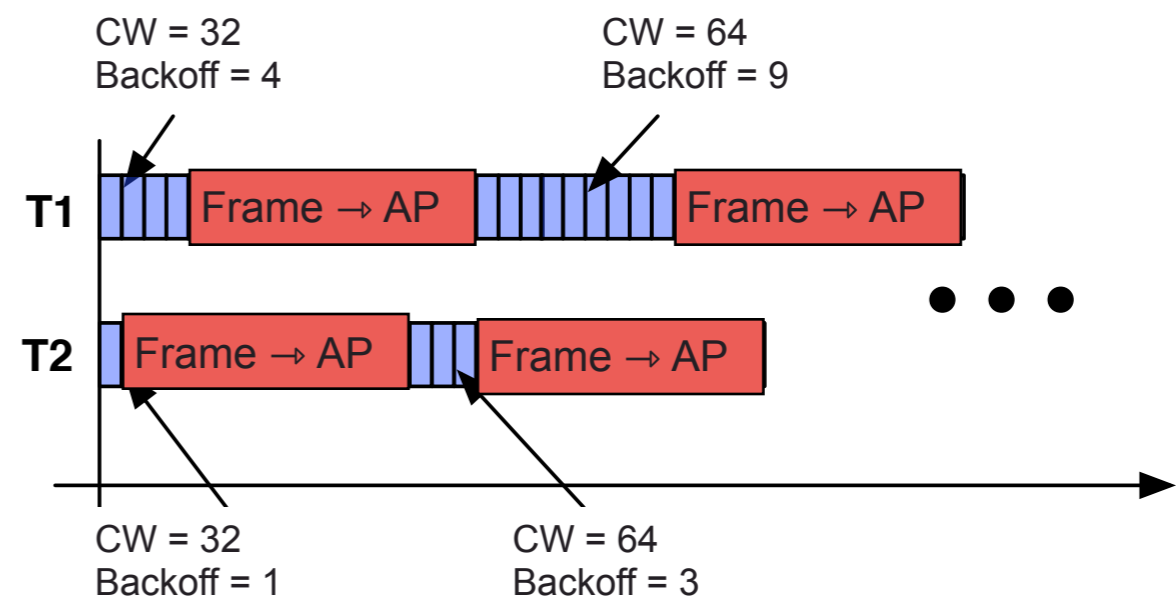 CW = 32
Backoff = 4
CW = 64
Backoff = 9
T1
Frame → AP
Frame → AP
T2
Frame → AP
Frame → AP
CW = 32
Backoff = 1
CW = 64
Backoff = 3